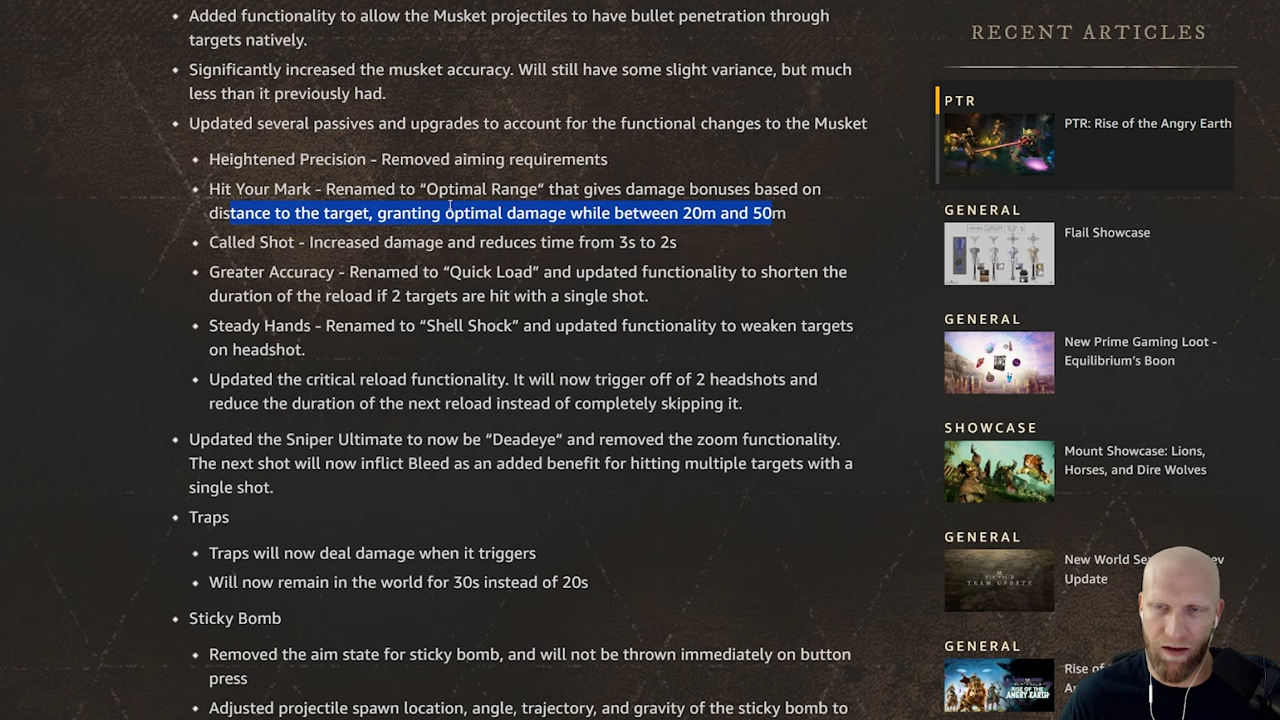 Added functionality to allow the Musket projectiles to have bullet penetration through
targets natively.
Significantly increased the musket accuracy. Will still have some slight variance, but much
less than it previously had.
Updated several passives and upgrades to account for the functional changes to the Musket
Heightened Precision - Removed aiming requirements
Hit Your Mark - Renamed to “Optimal Range“ that gives damage bonuses based on
distance to the target, granting optimal damage while between 20m and 50m
Called Shot - Increased damage and reduces time from 3s to 2s
Greater Accuracy - Renamed to “Quick Load” and updated functionality to shorten the
duration of the reload if 2 targets are hit with a single shot.
Steady Hands - Renamed to “Shell Shock” and updated functionality to weaken targets
on headshot.
Updated the critical reload functionality. It will now trigger off of 2 headshots and
reduce the duration of the next reload instead of completely skipping it.
Updated the Sniper Ultimate to now be “Deadeye” and removed the zoom functionality.
The next shot will now inflict Bleed as an added benefit for hitting multiple targets with a
single shot.
Traps
Traps will now deal damage when it triggers
Will now remain in the world for 30s instead of 20s
Sticky Bomb
Removed the aim state for sticky bomb, and will not be thrown immediately on button
press
Adjusted projectile spawn location, angle, trajectory, and gravity of the sticky bomb to
RECENT ARTICLES
PTR
PTR: Rise of the Angry Earth
GENERAL
Flail Showcase
GENERAL
New Prime Gaming Loot -
Equilibrium’s Boon
SHOWCASE
Mount Showcase: Lions,
Horses, and Dire Wolves
GENERAL
New World
Update
TEAM UPDATE
GENERAL
Rise of
RISE OF THE
ANGRY EARTH